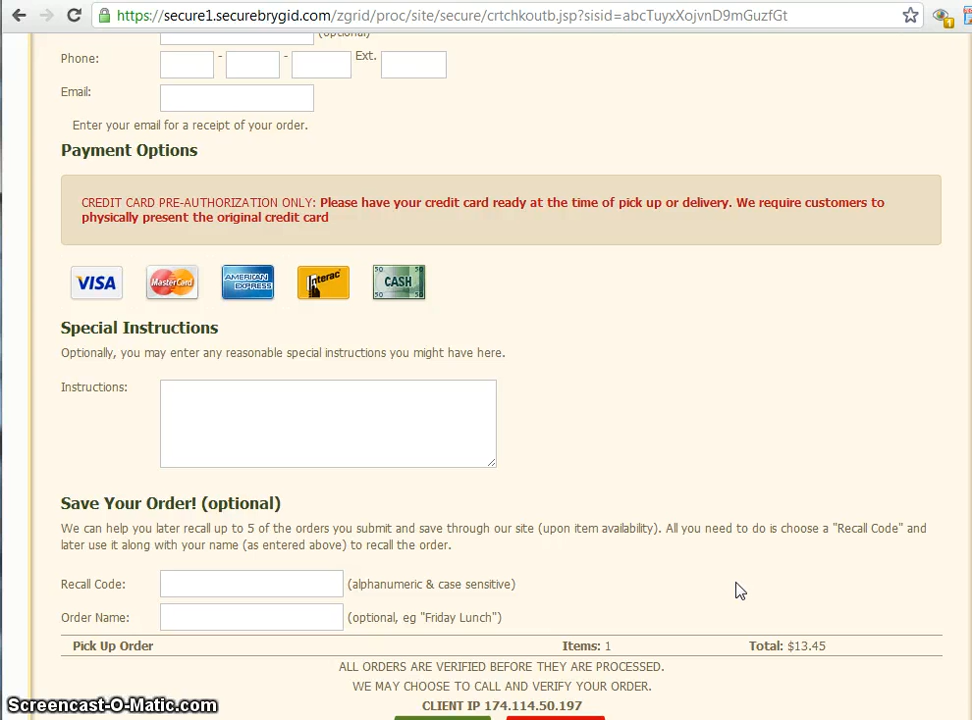 https://secure1.securebrygid.com/zgrid/proc/site/secure/crtchkoutb.jsp?sisid=abcTuyxXojvnD9mGuzfGt
(optional)
Phone: - - - Ext.
Email:
Enter your email for a receipt of your order.
Payment Options
CREDIT CARD PRE-AUTHORIZATION ONLY: Please have your credit card ready at the time of pick up or delivery. We require customers to
physically present the original credit card
VISA MasterCard AMERICAN EXPRESS Interac 50 CASH 50
Special Instructions
Optionally, you may enter any reasonable special instructions you might have here.
Instructions:
Save Your Order! (optional)
We can help you later recall up to 5 of the orders you submit and save through our site (upon item availability). All you need to do is choose a "Recall Code" and
later use it along with your name (as entered above) to recall the order.
Recall Code: (alphanumeric & case sensitive)
Order Name: (optional, eg "Friday Lunch")
Pick Up Order Items: 1 Total: $13.45
ALL ORDERS ARE VERIFIED BEFORE THEY ARE PROCESSED.
WE MAY CHOOSE TO CALL AND VERIFY YOUR ORDER.
CLIENT IP 174.114.50.197
Screencast-O-Matic.com